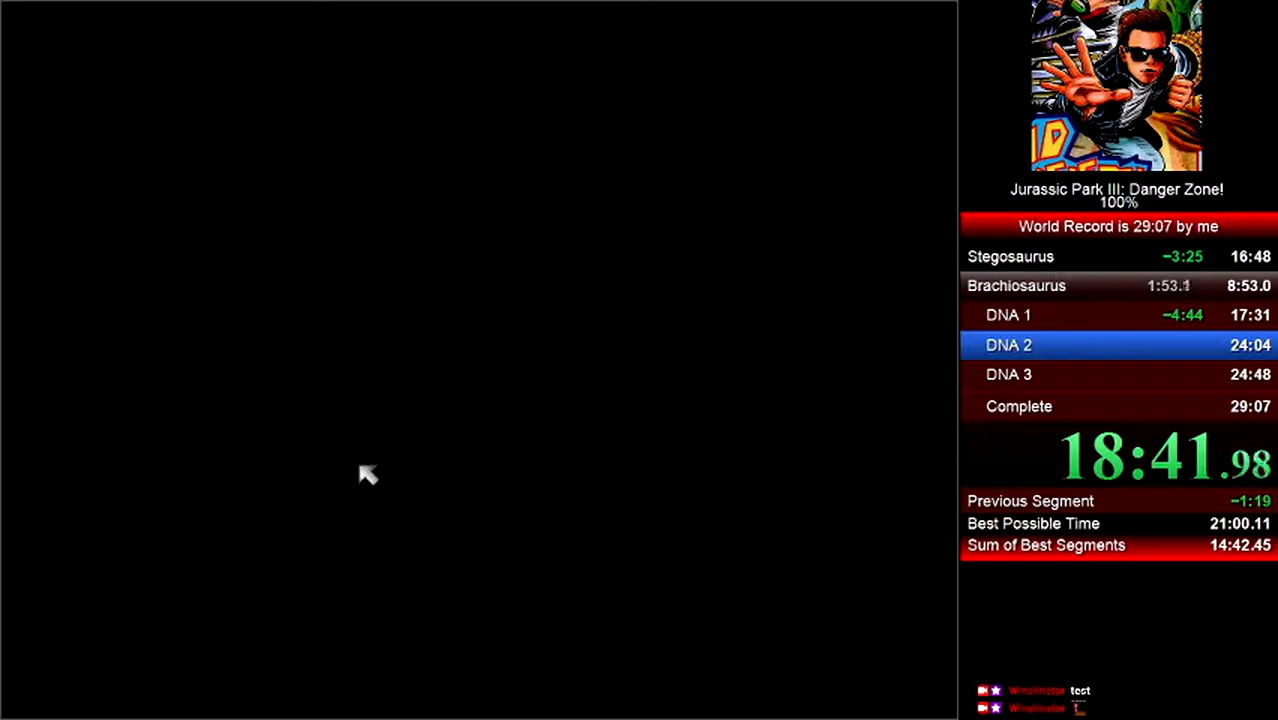 Jurassic Park III: Danger Zone!
100%
World Record is 29:07 by me
Stegosaurus −3:25 16:48
Brachiosaurus 1:53.1 8:53.0
DNA 1 −4:44 17:31
DNA 2 24:04
DNA 3 24:48
Complete 29:07
18:41.98
Previous Segment −1:19
Best Possible Time 21:00.11
Sum of Best Segments 14:42.45
Winslinator test
Winslinator